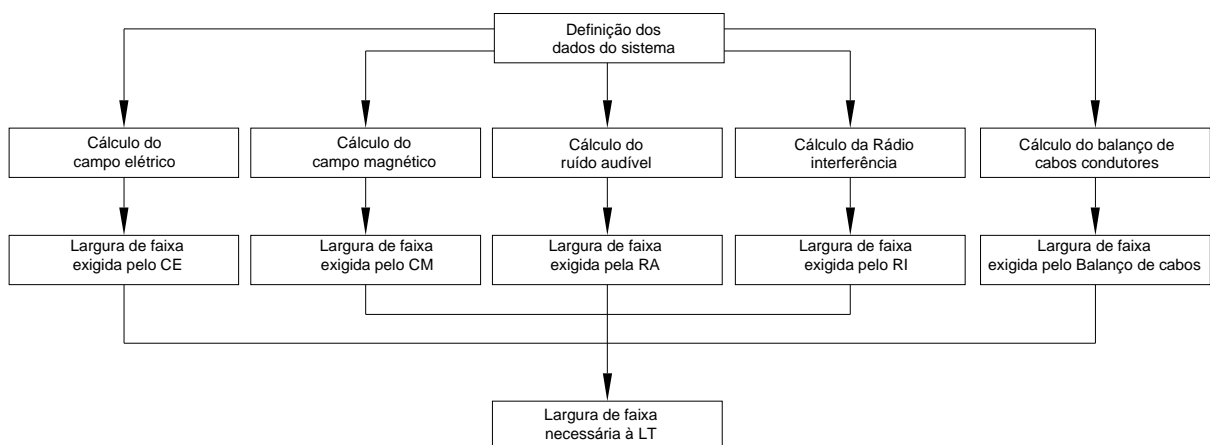 Definição dos
dados do sistema
Cálculo do
campo elétrico
Cálculo do
campo magnético
Cálculo do
ruído audível
Cálculo da Rádio
interferência
Cálculo do balanço de
cabos condutores
Largura de faixa
exigida pelo CE
Largura de faixa
exigida pelo CM
Largura de faixa
exigida pela RA
Largura de faixa
exigida pelo RI
Largura de faixa
exigida pelo Balanço de cabos
Largura de faixa
necessária à LT